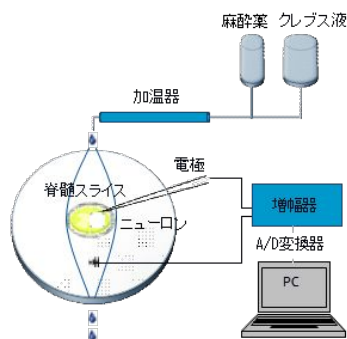 麻酔薬 クレブス液
加温器
電極
脊髄スライス
ニューロン
増幅器
A/D変換器
PC